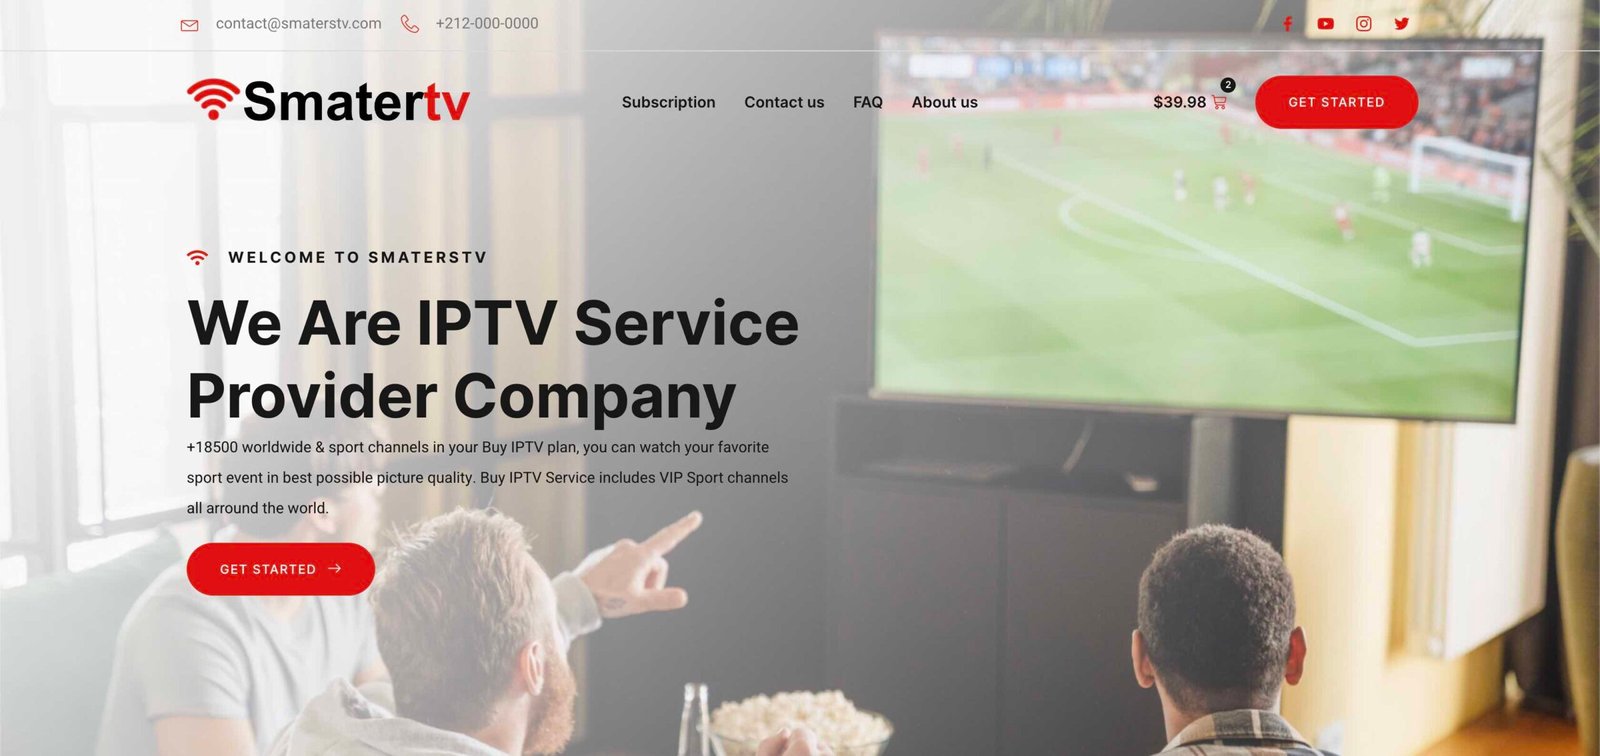 contact@smaterstv.com +212-000-0000
Smatertv
Subscription Contact us FAQ About us
$39.98 2
GET STARTED
WELCOME TO SMATERSTV
We Are IPTV Service
Provider Company
+18500 worldwide & sport channels in your Buy IPTV plan, you can watch your favorite
sport event in best possible picture quality. Buy IPTV Service includes VIP Sport channels
all arround the world.
GET STARTED